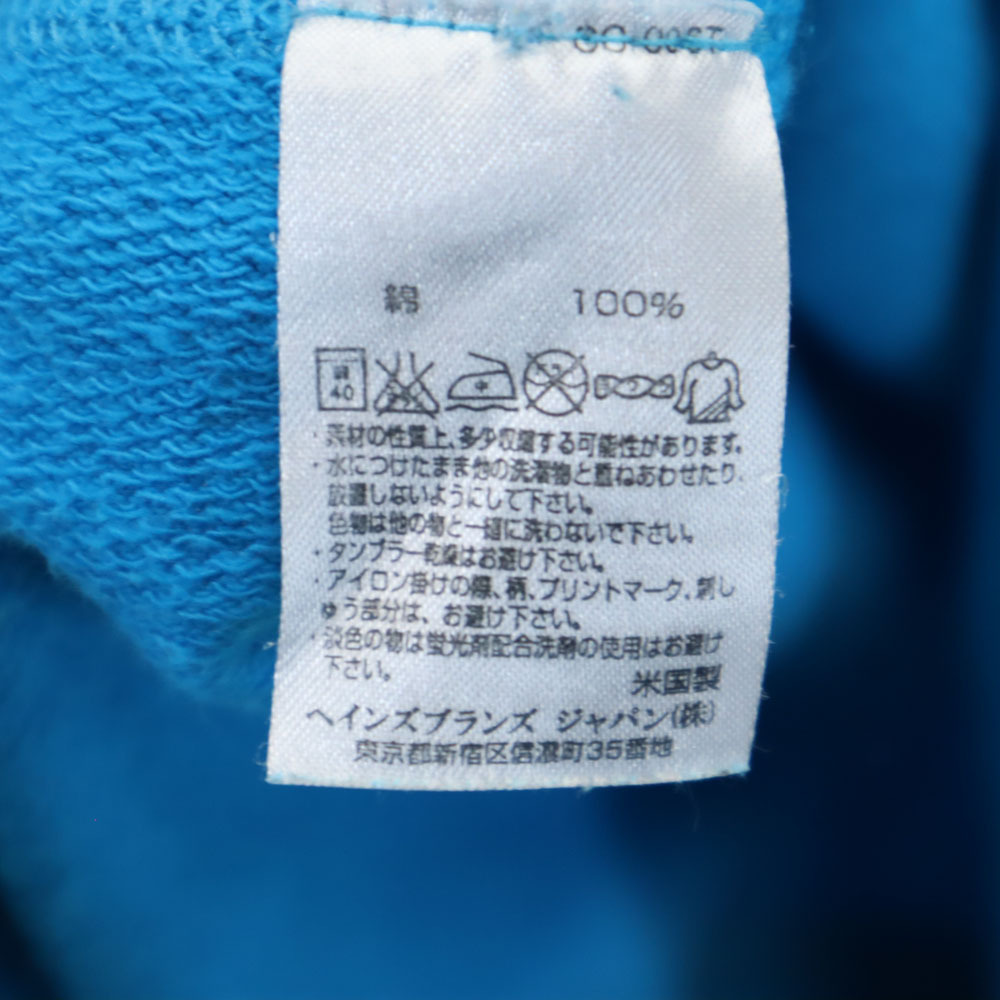 綿 100%
40
・素材の性質上、多少収縮する可能性があります。
・水につけたまま他の洗濯物と重ねあわせたり、
放置しないようにして下さい。
色物は他の物と一緒に洗わないで下さい。
・タンブラー乾燥はお避け下さい。
・アイロン掛けの際、柄、プリントマーク、刺し
ゅう部分は、お避け下さい。
・淡色の物は蛍光剤配合洗剤の使用はお避け
下さい。
米国製
ヘインズブランズ ジャパン(株)
東京都新宿区信濃町35番地